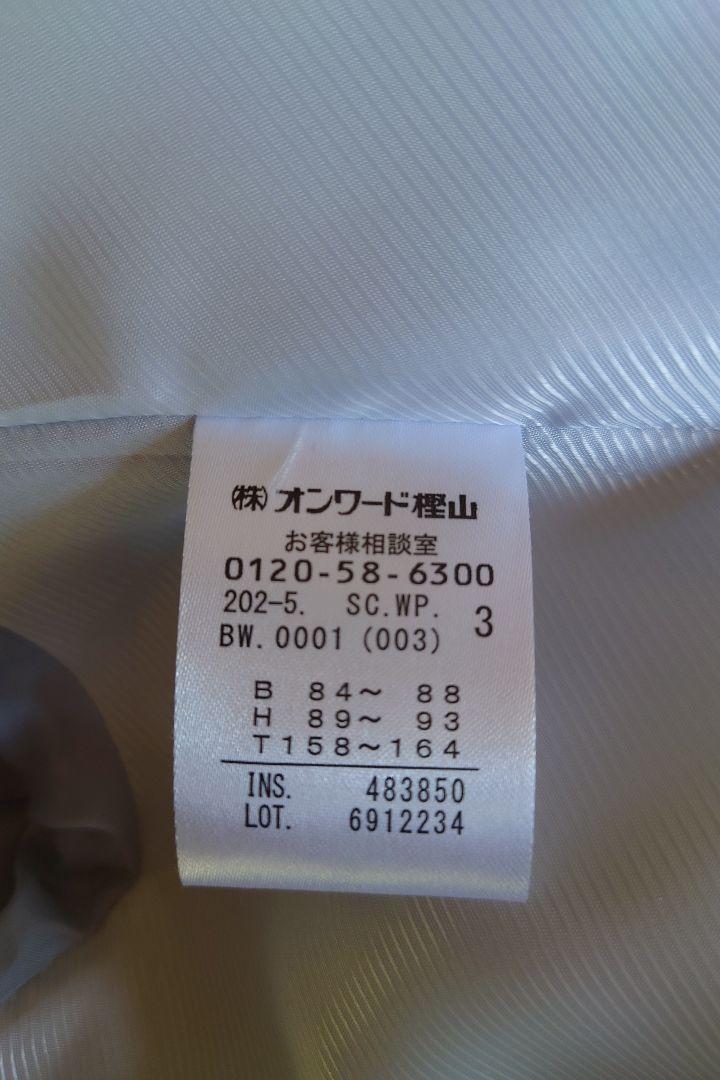 ㈱オンワード樫山
お客様相談室
0120-58-6300
202-5. SC.WP. 3
BW.0001 (003)
B 84～ 88
H 89～ 93
T158～164
INS. 483850
LOT. 6912234